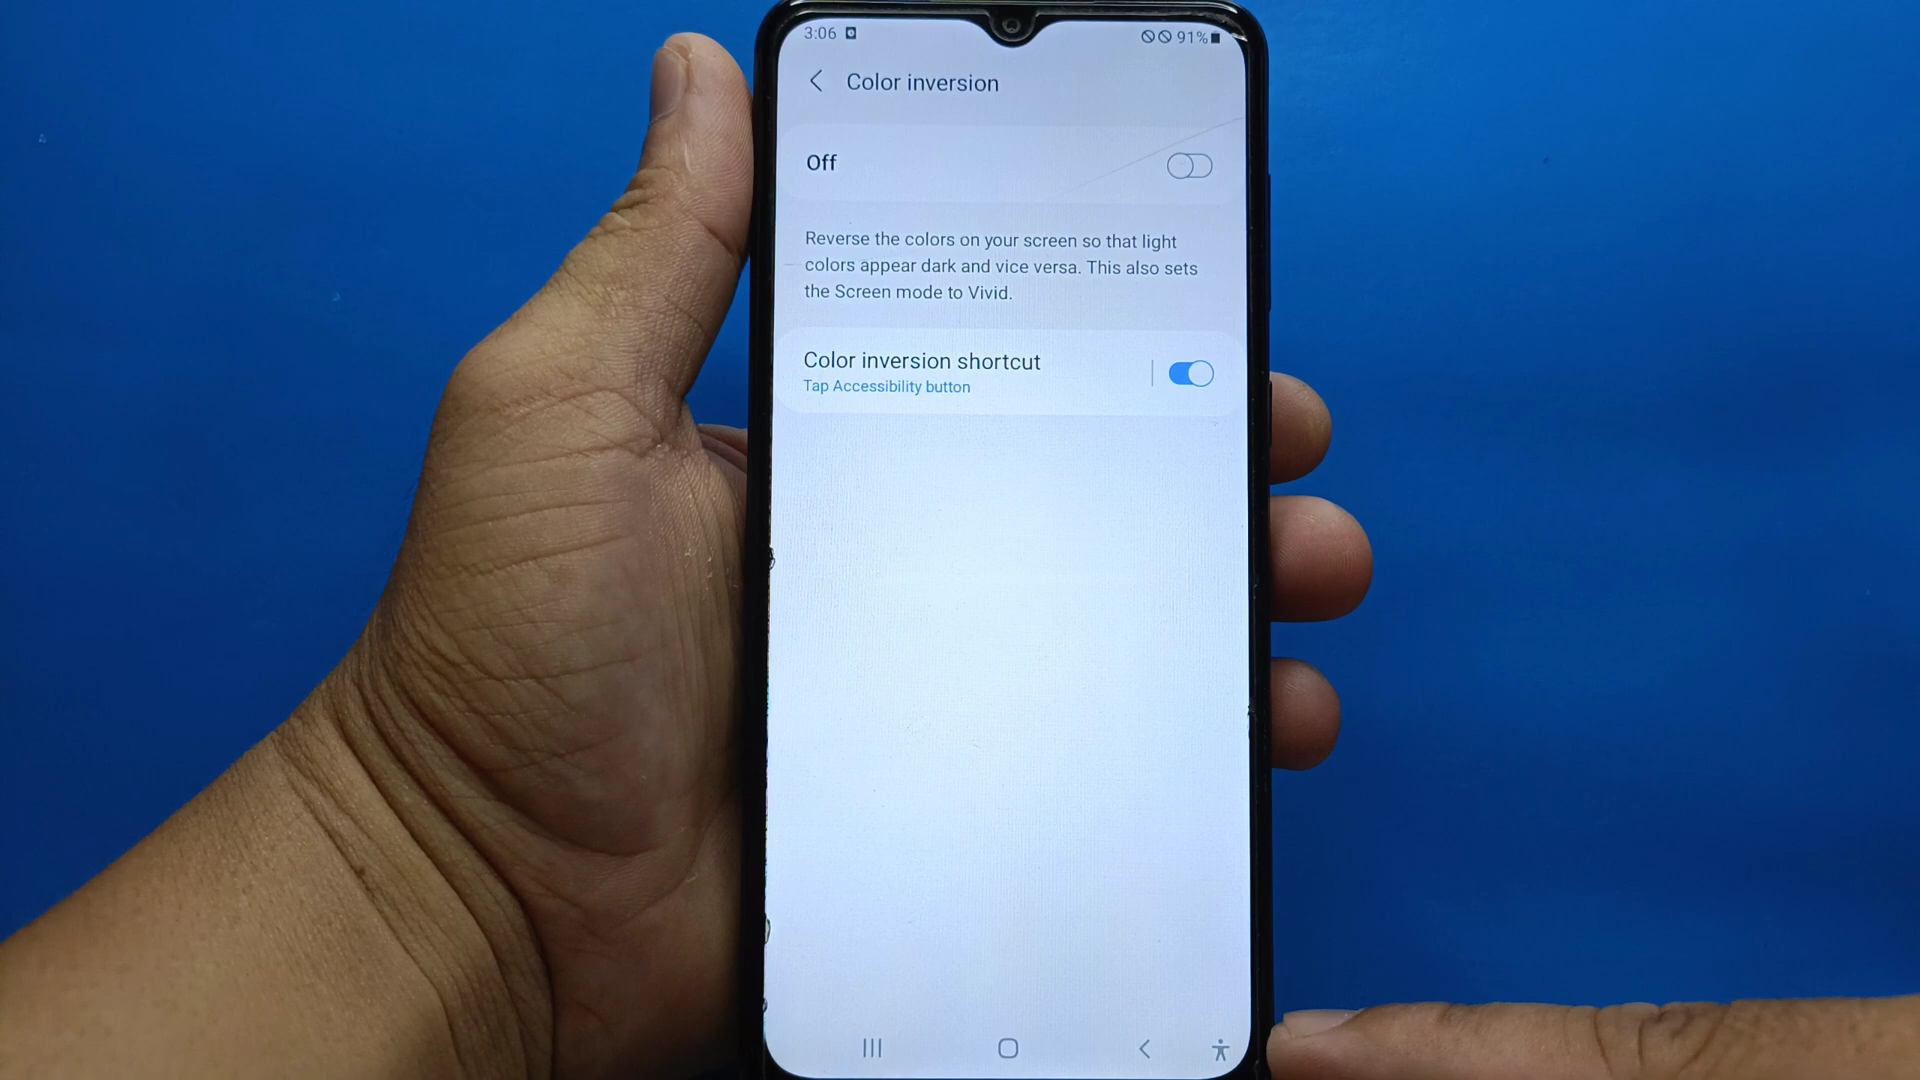 3:06
91%
Color inversion
Off
Reverse the colors on your screen so that light
colors appear dark and vice versa. This also sets
the Screen mode to Vivid.
Color inversion shortcut
Tap Accessibility button